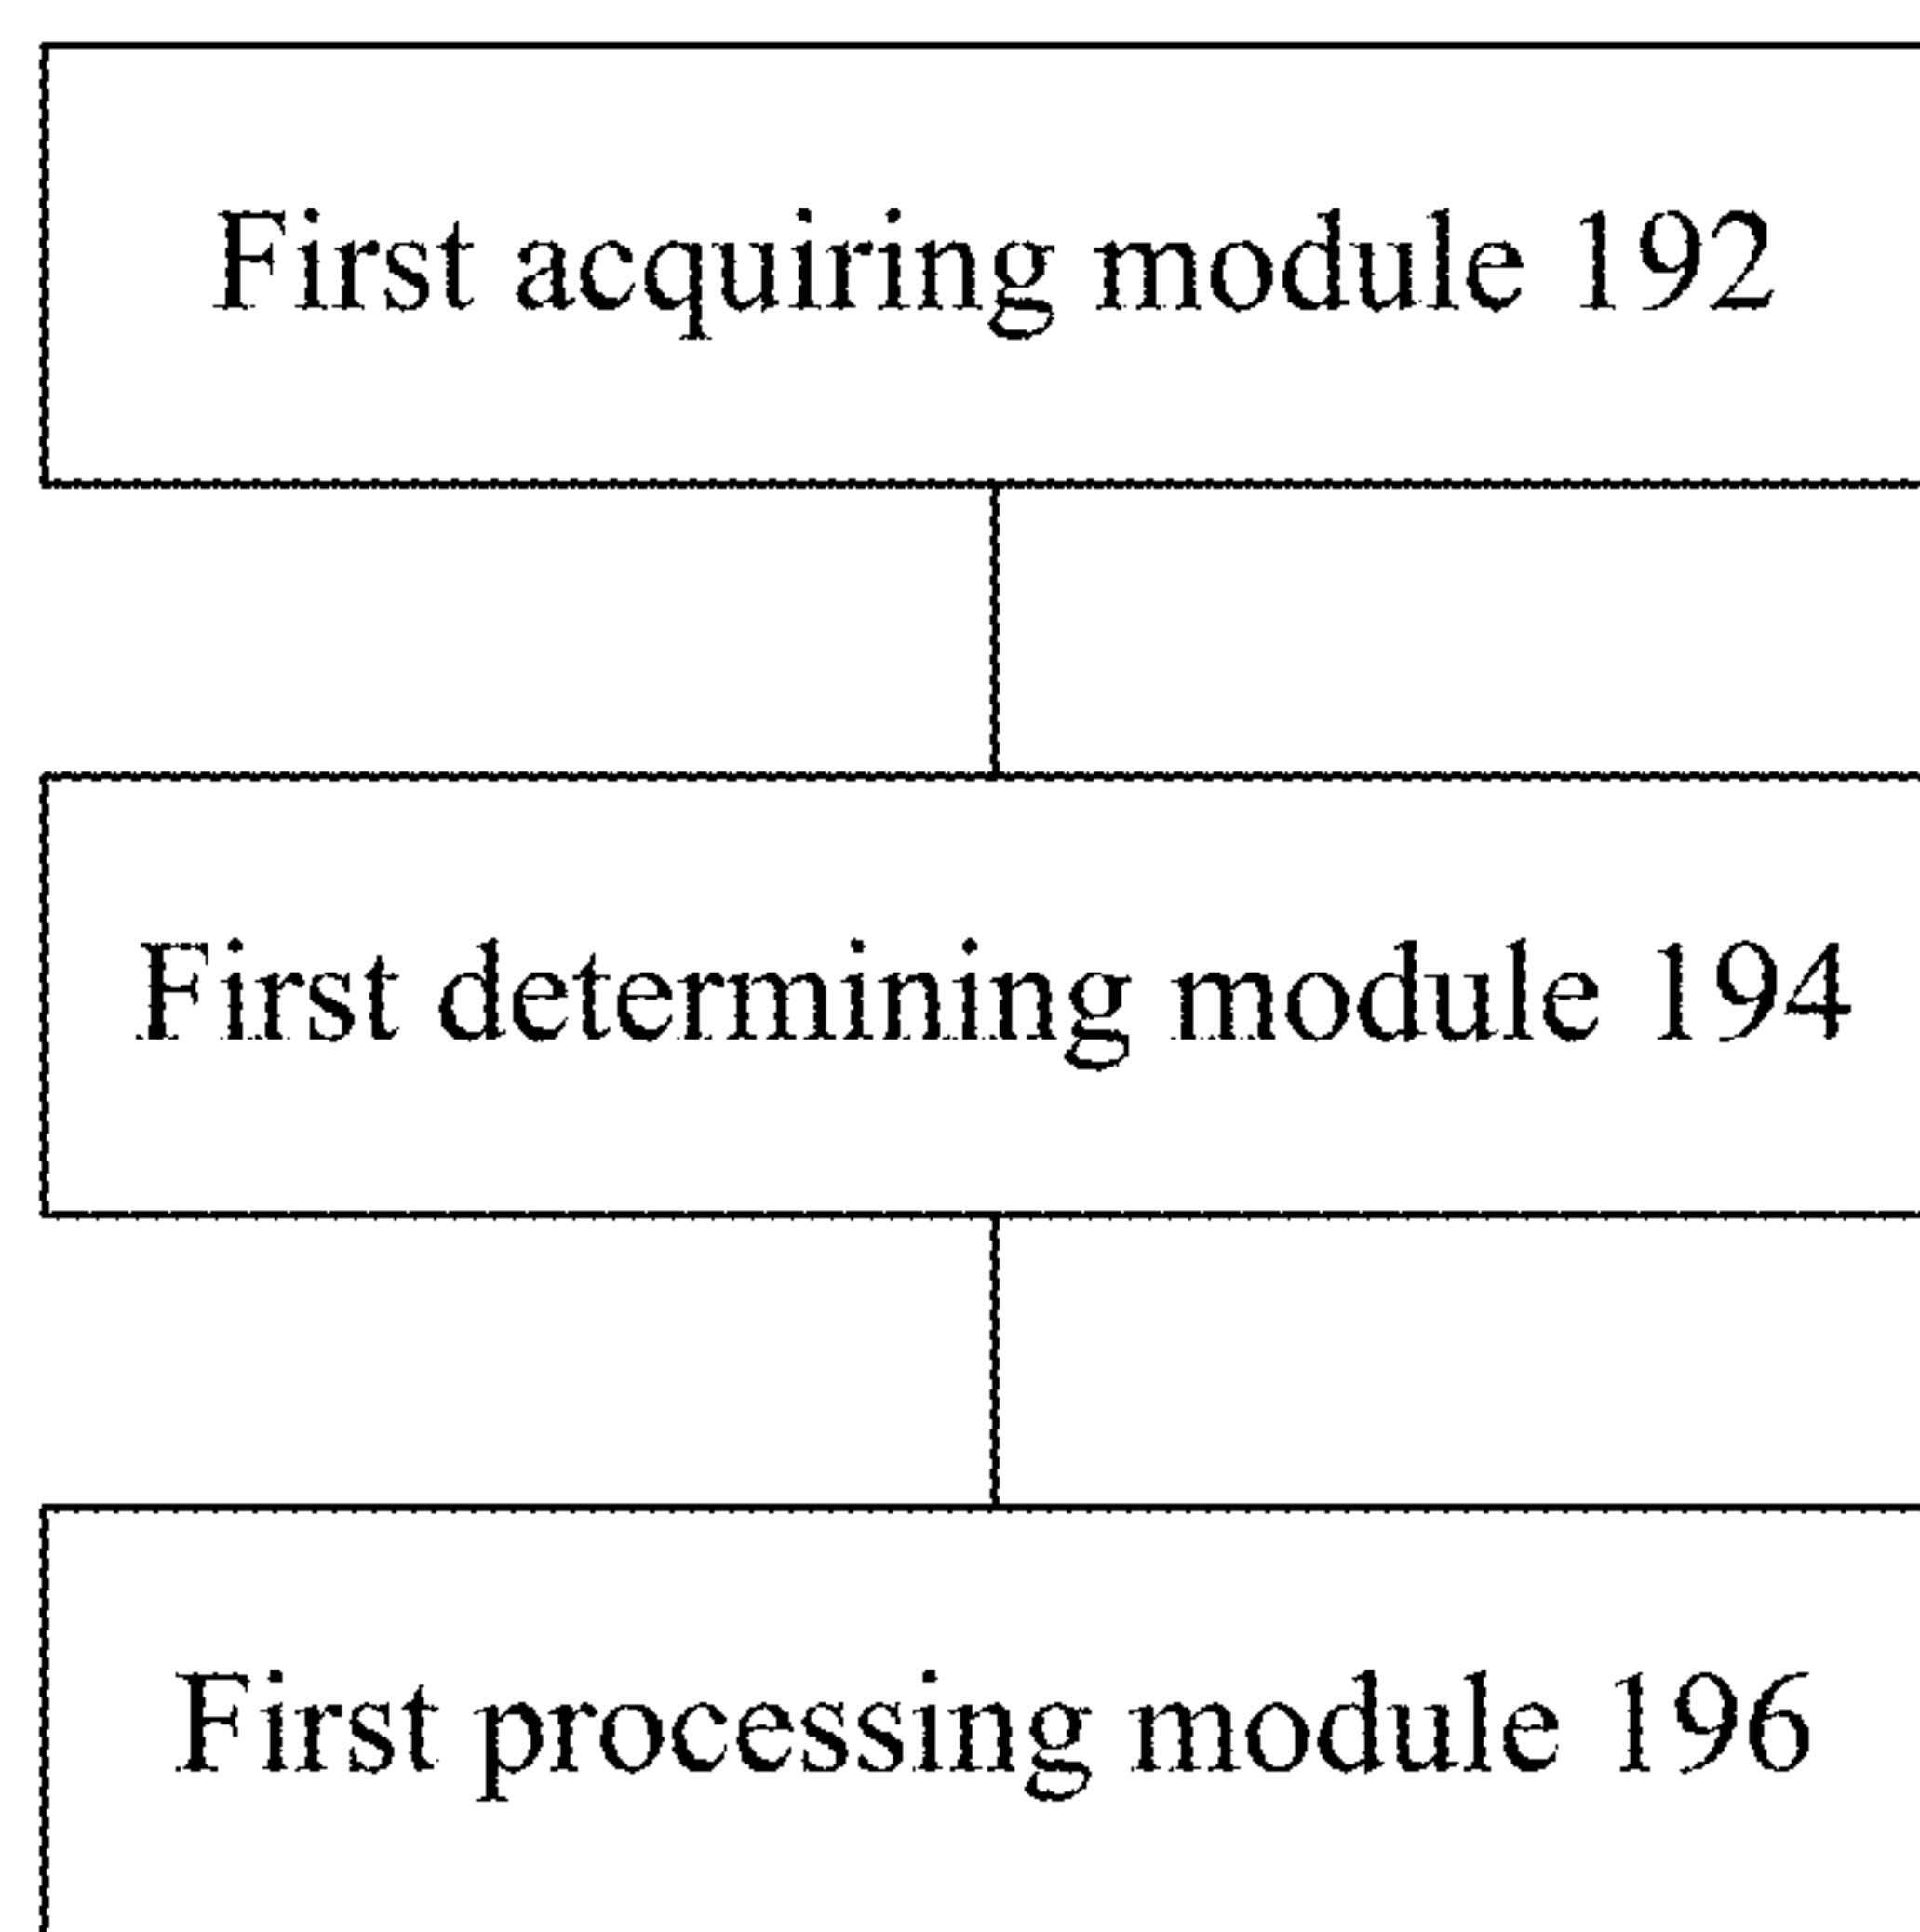 First acquiring module 192
First determining module 194
First processing module 196